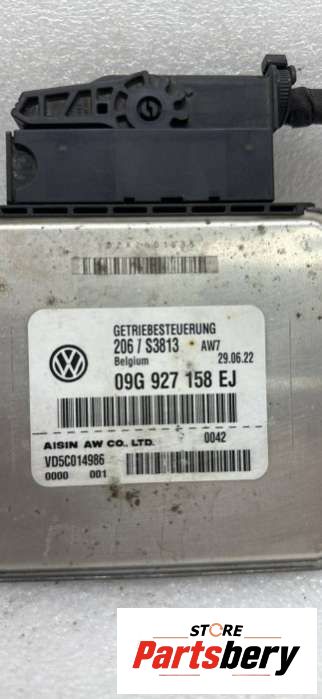 GETRIEBESTEUERUNG
206 / S3813 AW7
Belgium 29.06.22
09G 927 158 EJ
AISIN AW CO., LTD. 0042
VD5C014986
0000 001
STORE
Partsbery